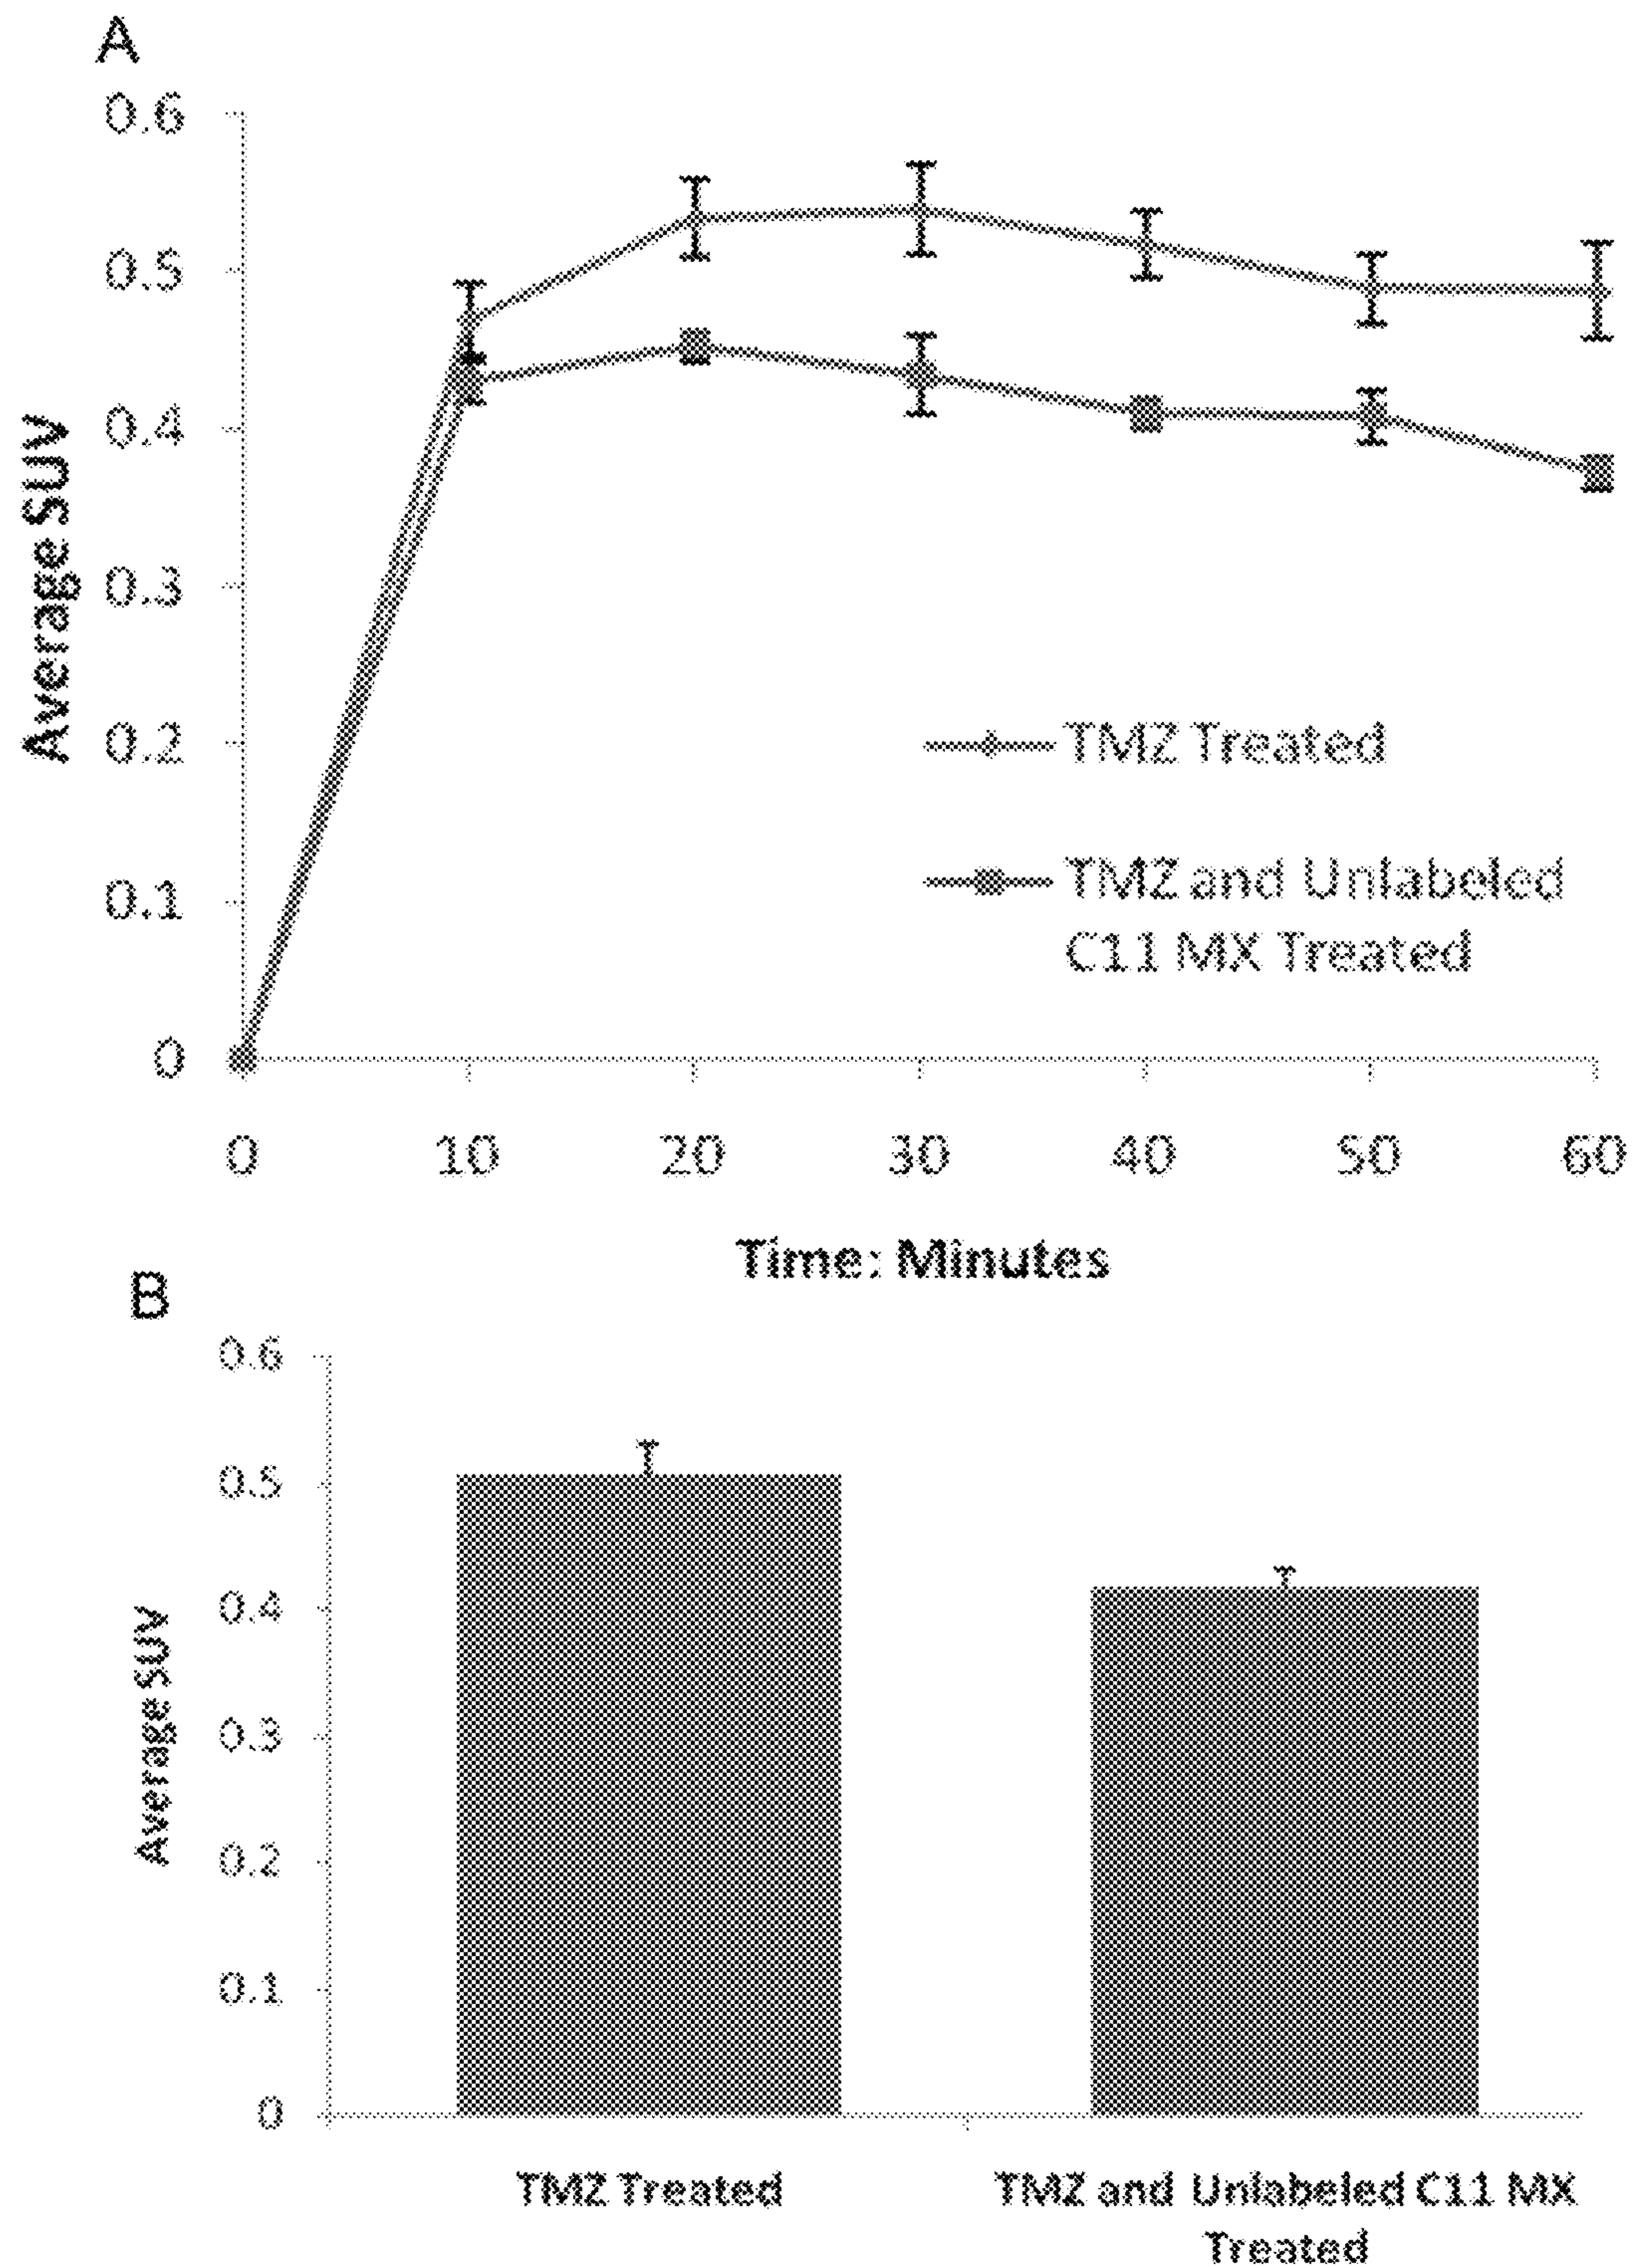 A
0.6
0.5
0.4
0.3
0.2
0.1
0
Average SUV
TMZ Treated
TMZ and Unlabeled
C11 MX Treated
0 10 20 30 40 50 60
Time: Minutes
B
0.6
0.5
0.4
0.3
0.2
0.1
0
Average SUV
TMZ Treated
TMZ and Unlabeled C11 MX
Treated